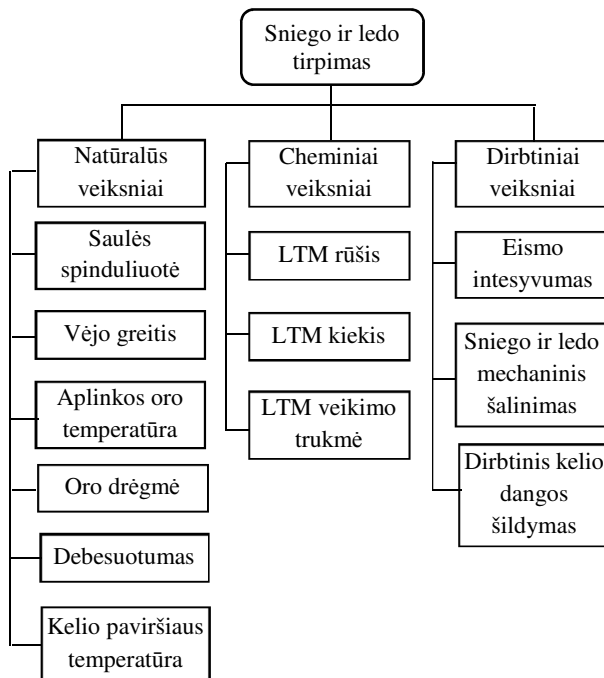 Sniego ir ledo
tirpimas
Natūralūs
veiksniai
Saulės
spinduliuotė
Vėjo greitis
Aplinkos oro
temperatūra
Oro drėgmė
Debesuotumas
Kelio paviršiaus
temperatūra
Cheminiai
veiksniai
LTM rūšis
LTM kiekis
LTM veikimo
trukmė
Dirbtiniai
veiksniai
Eismo
intesyvumas
Sniego ir ledo
mechaninis
šalinimas
Dirbtinis kelio
dangos
šildymas